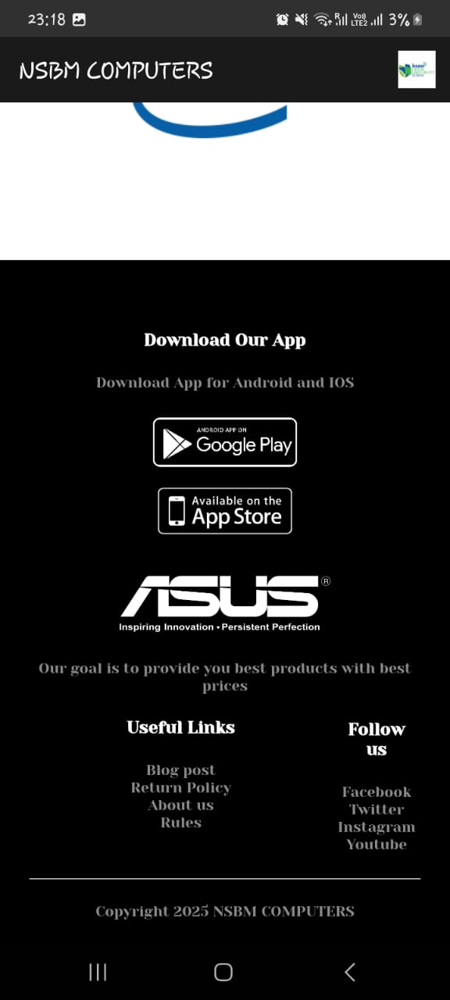 23:18 R Vo) LTE2 3%
NSBM COMPUTERS
Download Our App
Download App for Android and IOS
ANDROID APP ON
Google Play
Available on the
App Store
ASUS®
Inspiring Innovation • Persistent Perfection
Our goal is to provide you best products with best
prices
Useful Links
Blog post
Return Policy
About us
Rules
Follow
us
Facebook
Twitter
Instagram
Youtube
Copyright 2025 NSBM COMPUTERS